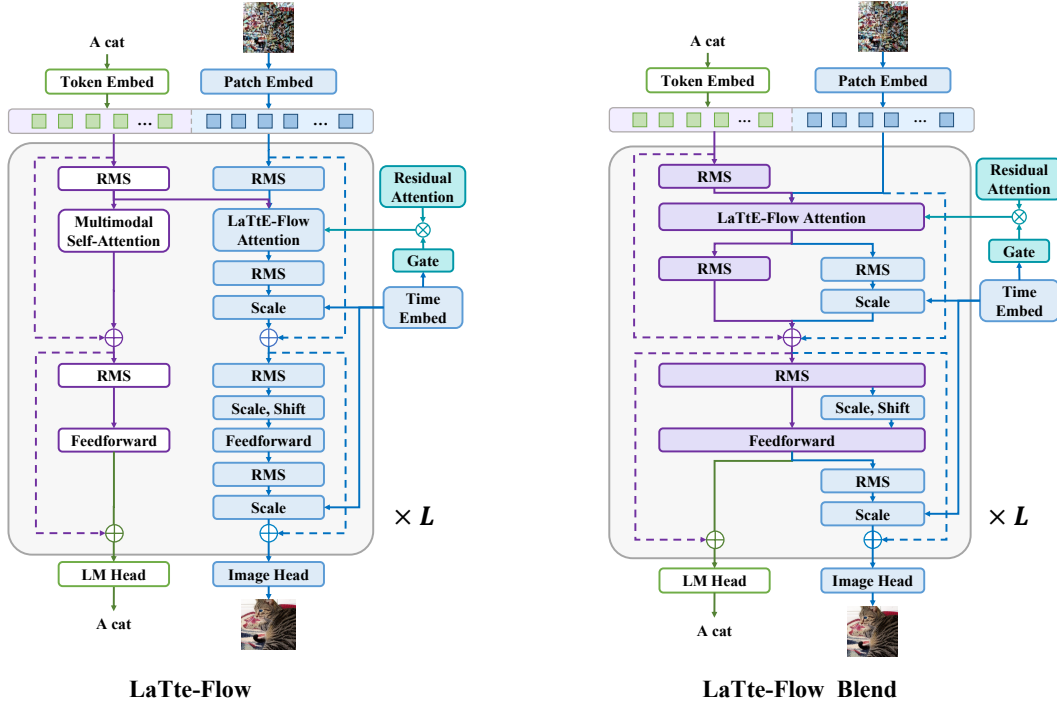 A cat
Token Embed
Patch Embed
...
...
RMS
RMS
Residual
Attention
Multimodal
Self-Attention
LaTtE-Flow
Attention
Gate
RMS
Time
Embed
Scale
RMS
RMS
Scale, Shift
Feedforward
Feedforward
RMS
Scale
× L
LM Head
Image Head
A cat
LaTte-Flow
A cat
Token Embed
Patch Embed
...
...
RMS
Residual
Attention
LaTtE-Flow Attention
Gate
RMS
RMS
Time
Embed
Scale
RMS
Scale, Shift
Feedforward
RMS
Scale
× L
LM Head
Image Head
A cat
LaTte-Flow Blend